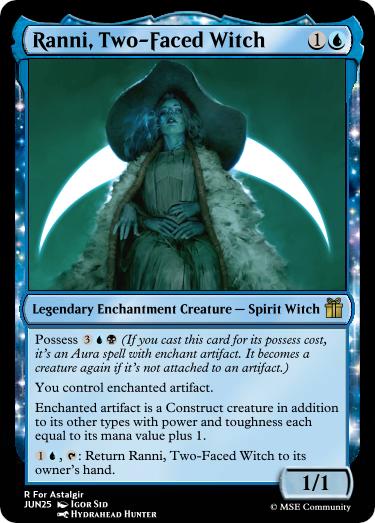 Ranni, Two-Faced Witch 1
Legendary Enchantment Creature — Spirit Witch
Possess 3 (If you cast this card for its possess cost,
it's an Aura spell with enchant artifact. It becomes a
creature again if it's not attached to an artifact.)
You control enchanted artifact.
Enchanted artifact is a Construct creature in addition
to its other types with power and toughness each
equal to its mana value plus 1.
1 , : Return Ranni, Two-Faced Witch to its
owner's hand.
1/1
R For Astalgir
JUN25 Igor Sid
Hydrahead Hunter
© MSE Community